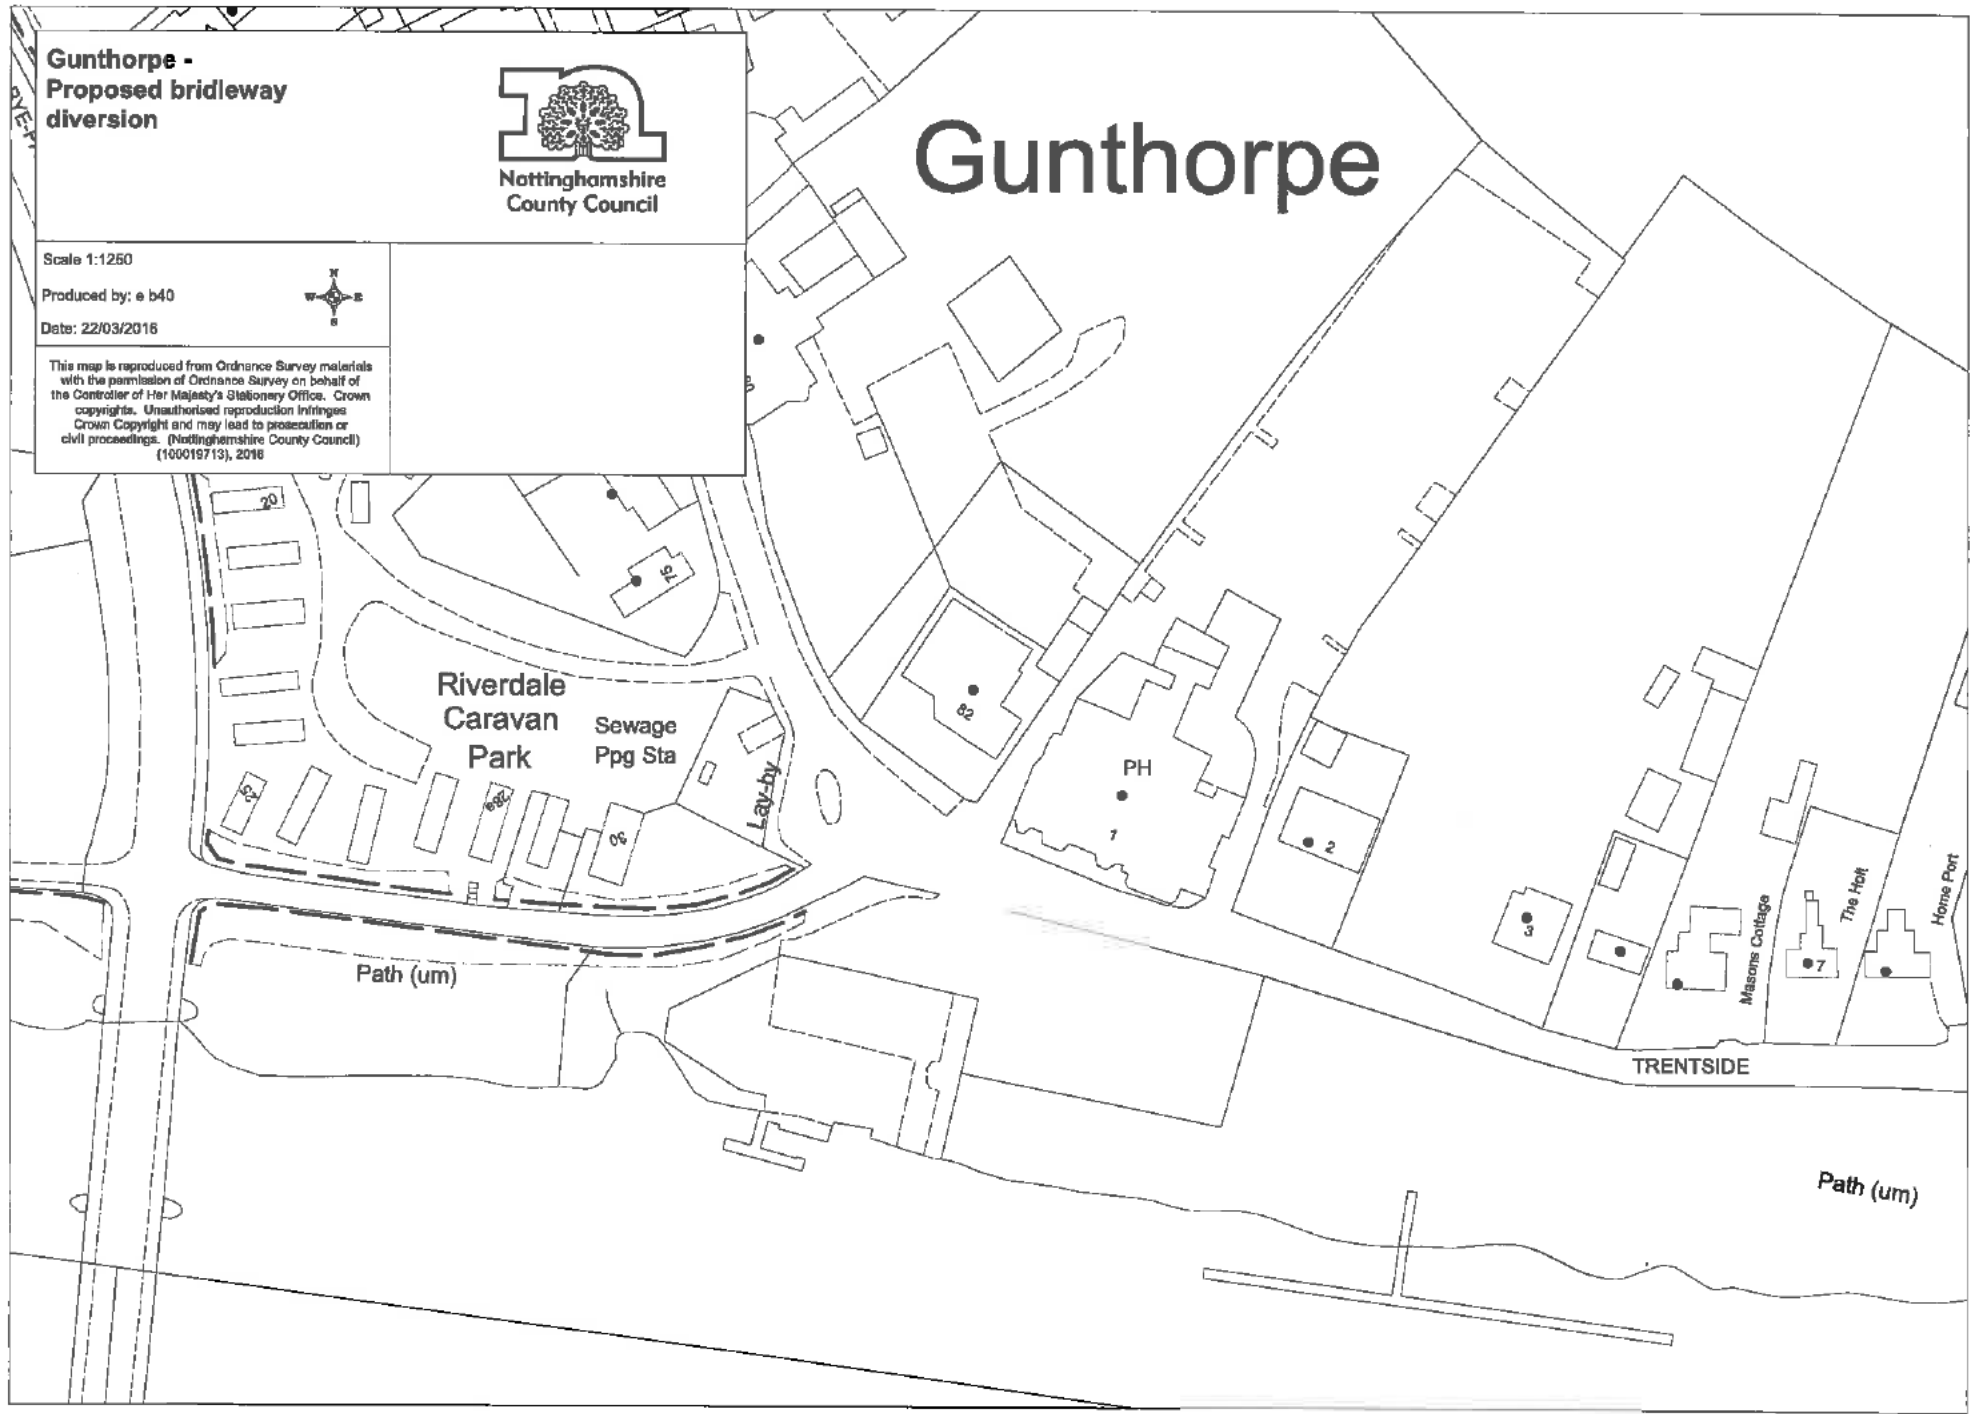 Gunthorpe -
Proposed bridleway
diversion
Nottinghamshire
County Council
Scale 1:1250
Produced by: e b40
Date: 22/03/2016
N
W
E
S
This map is reproduced from Ordnance Survey materials
with the permission of Ordnance Survey on behalf of
the Controller of Her Majesty's Stationery Office. Crown
copyrights. Unauthorised reproduction infringes
Crown Copyright and may lead to prosecution or
civil proceedings. (Nottinghamshire County Council)
(100019713), 2016
Gunthorpe
20
75
Riverdale
Caravan
Park
Sewage
Ppg Sta
Lay-by
25
28a
30
82
PH
1
2
3
Masons Cottage
7
The Holt
Home Port
TRENTSIDE
Path (um)
Path (um)